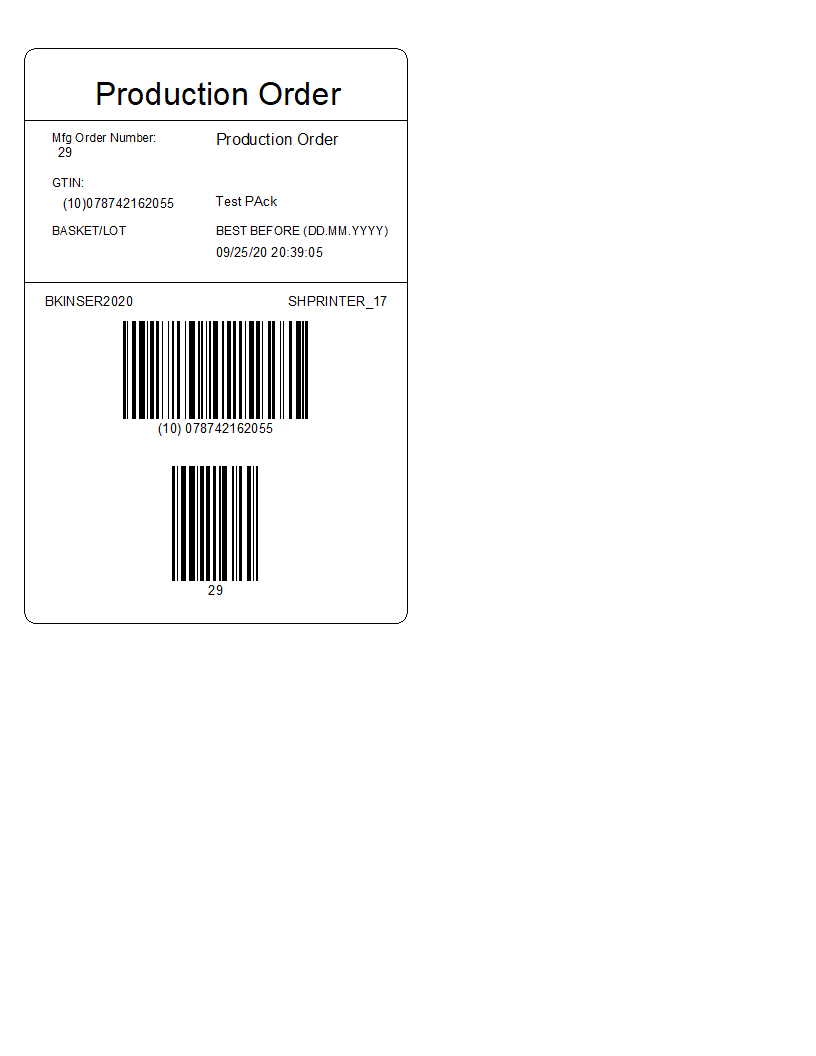 Production Order
Mfg Order Number:
29
Production Order
GTIN:
(10)078742162055
Test PAck
BASKET/LOT
BEST BEFORE (DD.MM.YYYY)
09/25/20 20:39:05
BKINSER2020
SHPRINTER_17
(10) 078742162055
29